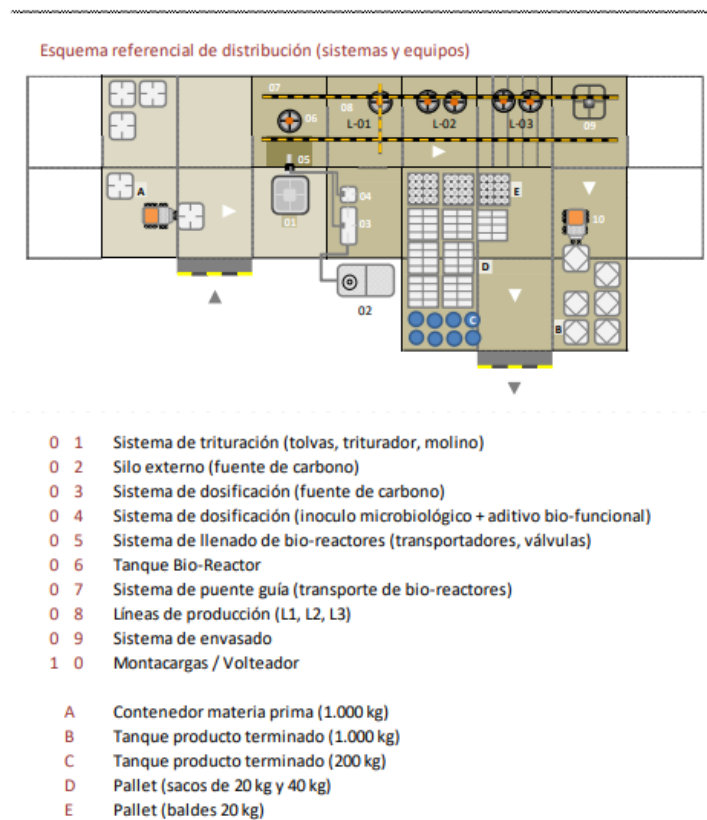 Esquema referencial de distribución (sistemas y equipos)
07
08
06
L-01
L-02
L-03
09
05
A
04
E
01
03
10
D
02
C
B
0 1 Sistema de trituración (tolvas, triturador, molino)
0 2 Silo externo (fuente de carbono)
0 3 Sistema de dosificación (fuente de carbono)
0 4 Sistema de dosificación (inoculo microbiológico + aditivo bio-funcional)
0 5 Sistema de llenado de bio-reactores (transportadores, válvulas)
0 6 Tanque Bio-Reactor
0 7 Sistema de puente guía (transporte de bio-reactores)
0 8 Líneas de producción (L1, L2, L3)
0 9 Sistema de envasado
1 0 Montacargas / Volteador
A Contenedor materia prima (1.000 kg)
B Tanque producto terminado (1.000 kg)
C Tanque producto terminado (200 kg)
D Pallet (sacos de 20 kg y 40 kg)
E Pallet (baldes 20 kg)